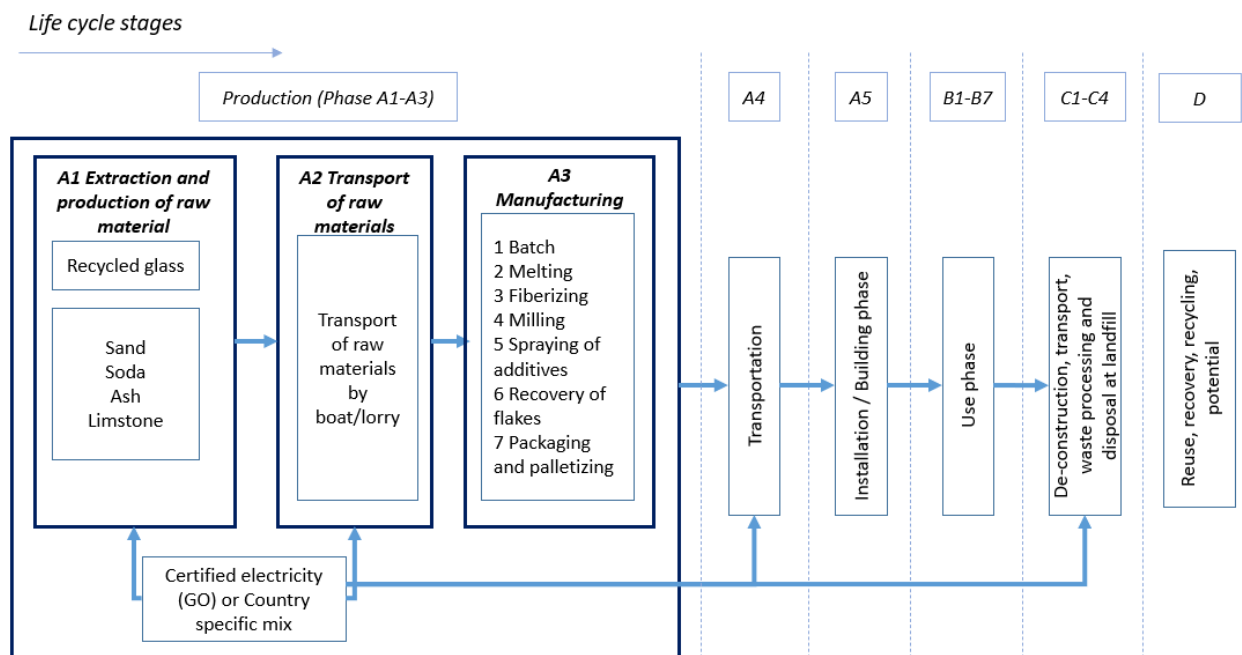 Life cycle stages
Production (Phase A1-A3)
A4
A5
B1-B7
C1-C4
D
A1 Extraction and
production of raw
material
Recycled glass
Sand
Soda
Ash
Limstone
A2 Transport
of raw
materials
Transport
of raw
materials
by
boat/lorry
A3
Manufacturing
1 Batch
2 Melting
3 Fiberizing
4 Milling
5 Spraying of
additives
6 Recovery of
flakes
7 Packaging
and palletizing
Transportation
Installation / Building phase
Use phase
De-construction, transport,
waste processing and
disposal at landfill
Reuse, recovery, recycling,
potential
Certified electricity
(GO) or Country
specific mix